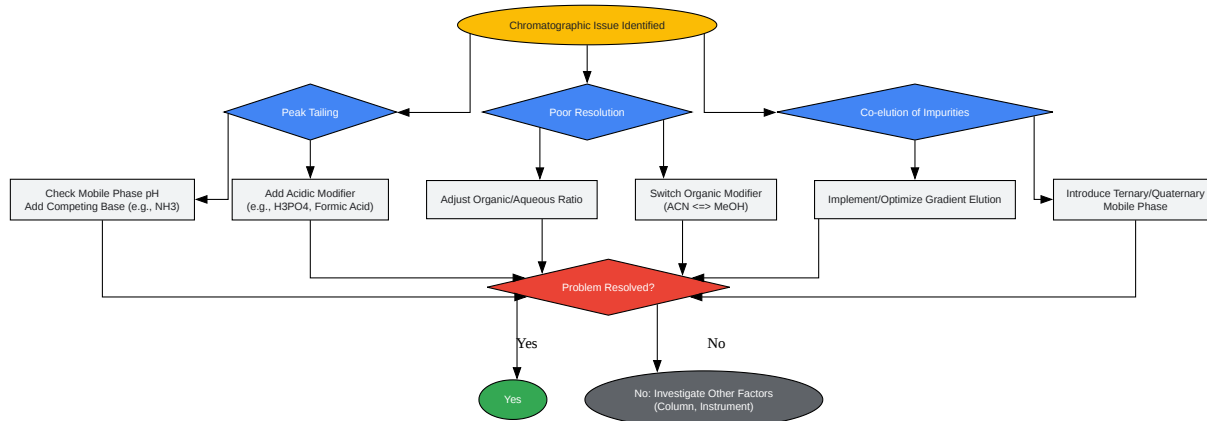 Chromatographic Issue Identified
Peak Tailing
Poor Resolution
Co-elution of Impurities
Check Mobile Phase pH
Add Competing Base (e.g., NH3)
Add Acidic Modifier
(e.g., H3PO4, Formic Acid)
Adjust Organic/Aqueous Ratio
Switch Organic Modifier
(ACN <=> MeOH)
Implement/Optimize Gradient Elution
Introduce Ternary/Quaternary
Mobile Phase
Problem Resolved?
Yes
No
Yes
No: Investigate Other Factors
(Column, Instrument)